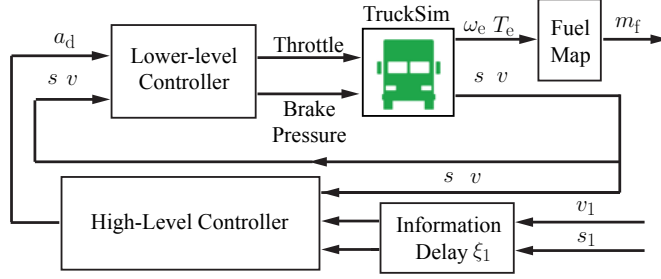 TruckSim
a_d
Lower-level
Controller
Throttle
ω_e T_e
Fuel
Map
m_f
s v
Brake
Pressure
s v
s v
High-Level Controller
Information
Delay ξ_1
v_1
s_1